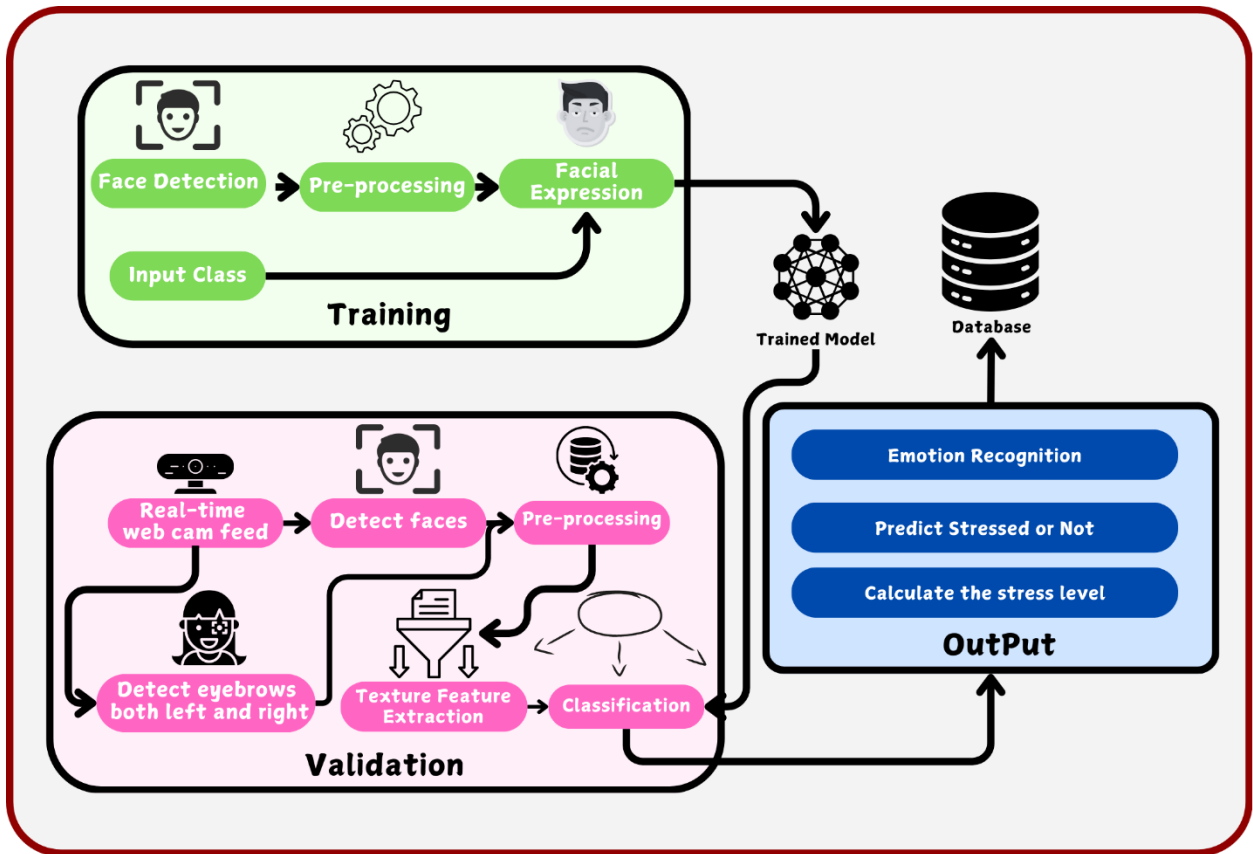 Face Detection
Pre-processing
Facial
Expression
Input Class
Training
Trained Model
Database
Real-time
web cam feed
Detect faces
Pre-processing
Detect eyebrows
both left and right
Texture Feature
Extraction
Classification
Validation
Emotion Recognition
Predict Stressed or Not
Calculate the stress level
OutPut